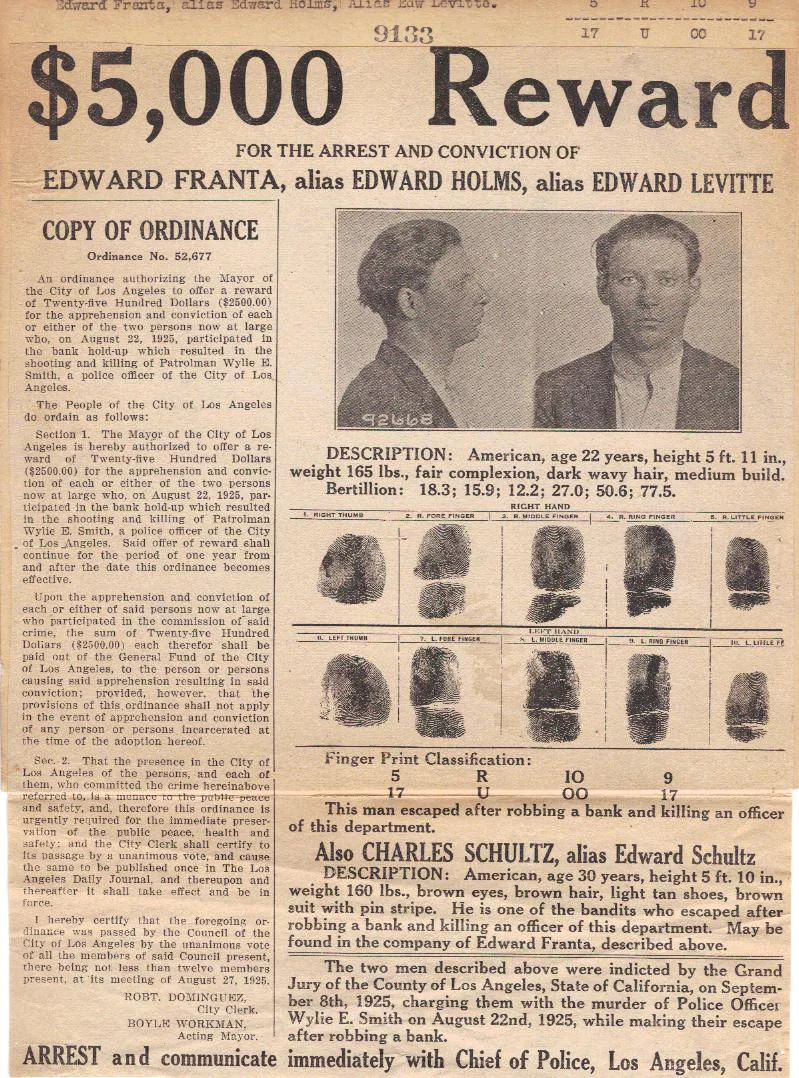 Edward Franta, alias Edward Holms, Alias Edw Levitte.
5 R 10 9
17 U OO 17
9133
$5,000 Reward
FOR THE ARREST AND CONVICTION OF
EDWARD FRANTA, alias EDWARD HOLMS, alias EDWARD LEVITTE
COPY OF ORDINANCE
Ordinance No. 52,677
An ordinance authorizing the Mayor of
the City of Los Angeles to offer a reward
of Twenty-five Hundred Dollars ($2500.00)
for the apprehension and conviction of each
or either of the two persons now at large
who, on August 22, 1925, participated in
the bank hold-up which resulted in the
shooting and killing of Patrolman Wylie E.
Smith, a police officer of the City of Los
Angeles.
The People of the City of Los Angeles
do ordain as follows:
Section 1. The Mayor of the City of Los
Angeles is hereby authorized to offer a re-
ward of Twenty-five Hundred Dollars
($2500.00) for the apprehension and convic-
tion of each or either of the two persons
now at large who, on August 22, 1925, par-
ticipated in the bank hold-up which resulted
in the shooting and killing of Patrolman
Wylie E. Smith, a police officer of the City
of Los Angeles. Said offer of reward shall
continue for the period of one year from
and after the date this ordinance becomes
effective.
Upon the apprehension and conviction of
each or either of said persons now at large
who participated in the commission of said
crime, the sum of Twenty-five Hundred
Dollars ($2500.00) each therefor shall be
paid out of the General Fund of the City
of Los Angeles, to the person or persons
causing said apprehension resulting in said
conviction; provided, however, that the
provisions of this ordinance shall not apply
in the event of apprehension and conviction
of any person or persons incarcerated at
the time of the adoption hereof.
Sec. 2. That the presence in the City of
Los Angeles of the persons, and each of
them, who committed the crime hereinabove
referred to, is a menace to the public peace
and safety, and, therefore this ordinance is
urgently required for the immediate preser-
vation of the public peace, health and
safety; and the City Clerk shall certify to
its passage by a unanimous vote, and cause
the same to be published once in The Los
Angeles Daily Journal, and thereupon and
thereafter it shall take effect and be in
force.
I hereby certify that the foregoing or-
dinance was passed by the Council of the
City of Los Angeles by the unanimous vote
of all the members of said Council present,
there being not less than twelve members
present, at its meeting of August 27, 1925.
ROBT. DOMINGUEZ,
City Clerk.
BOYLE WORKMAN,
Acting Mayor.
92668
DESCRIPTION: American, age 22 years, height 5 ft. 11 in.,
weight 165 lbs., fair complexion, dark wavy hair, medium build.
Bertillion: 18.3; 15.9; 12.2; 27.0; 50.6; 77.5.
RIGHT HAND
1. RIGHT THUMB 2. R. FORE FINGER 3. R. MIDDLE FINGER 4. R. RING FINGER 5. R. LITTLE FINGER
LEFT HAND
6. LEFT THUMB 7. L. FORE FINGER 8. L. MIDDLE FINGER 9. L. RING FINGER 10. L. LITTLE F
Finger Print Classification:
5 R IO 9
17 U OO 17
This man escaped after robbing a bank and killing an officer
of this department.
Also CHARLES SCHULTZ, alias Edward Schultz
DESCRIPTION: American, age 30 years, height 5 ft. 10 in.,
weight 160 lbs., brown eyes, brown hair, light tan shoes, brown
suit with pin stripe. He is one of the bandits who escaped after
robbing a bank and killing an officer of this department. May be
found in the company of Edward Franta, described above.
The two men described above were indicted by the Grand
Jury of the County of Los Angeles, State of California, on Septem-
ber 8th, 1925, charging them with the murder of Police Officer
Wylie E. Smith on August 22nd, 1925, while making their escape
after robbing a bank.
ARREST and communicate immediately with Chief of Police, Los Angeles, Calif.